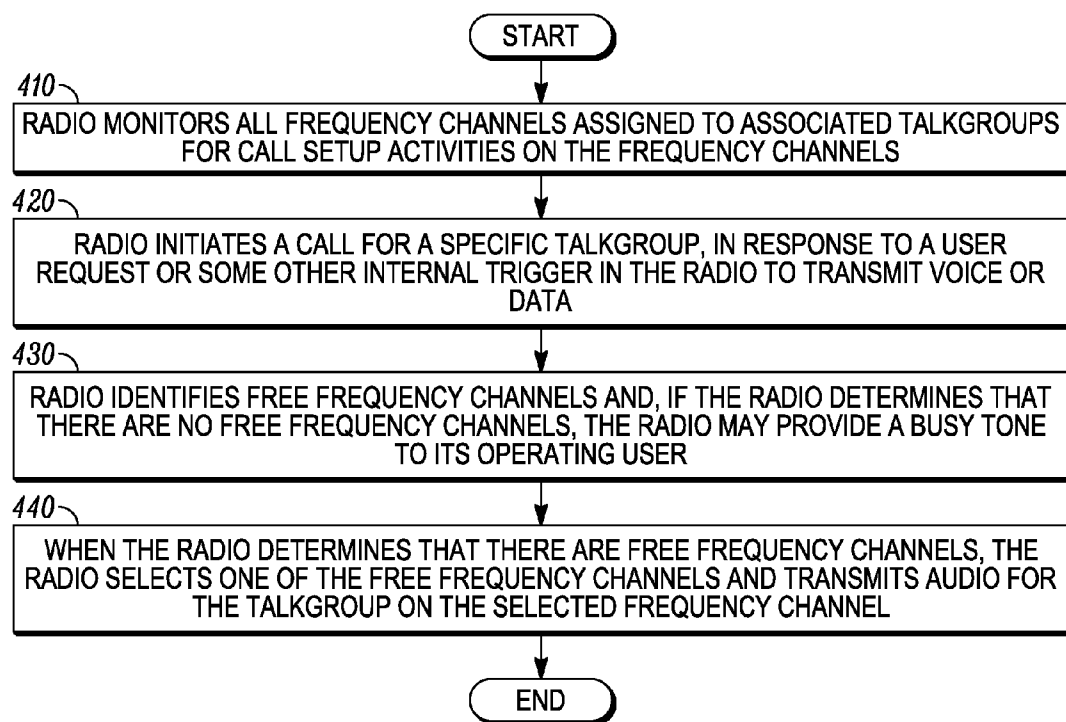 START
410
RADIO MONITORS ALL FREQUENCY CHANNELS ASSIGNED TO ASSOCIATED TALKGROUPS
FOR CALL SETUP ACTIVITIES ON THE FREQUENCY CHANNELS
420
RADIO INITIATES A CALL FOR A SPECIFIC TALKGROUP, IN RESPONSE TO A USER
REQUEST OR SOME OTHER INTERNAL TRIGGER IN THE RADIO TO TRANSMIT VOICE OR
DATA
430
RADIO IDENTIFIES FREE FREQUENCY CHANNELS AND, IF THE RADIO DETERMINES THAT
THERE ARE NO FREE FREQUENCY CHANNELS, THE RADIO MAY PROVIDE A BUSY TONE
TO ITS OPERATING USER
440
WHEN THE RADIO DETERMINES THAT THERE ARE FREE FREQUENCY CHANNELS, THE
RADIO SELECTS ONE OF THE FREE FREQUENCY CHANNELS AND TRANSMITS AUDIO FOR
THE TALKGROUP ON THE SELECTED FREQUENCY CHANNEL
END